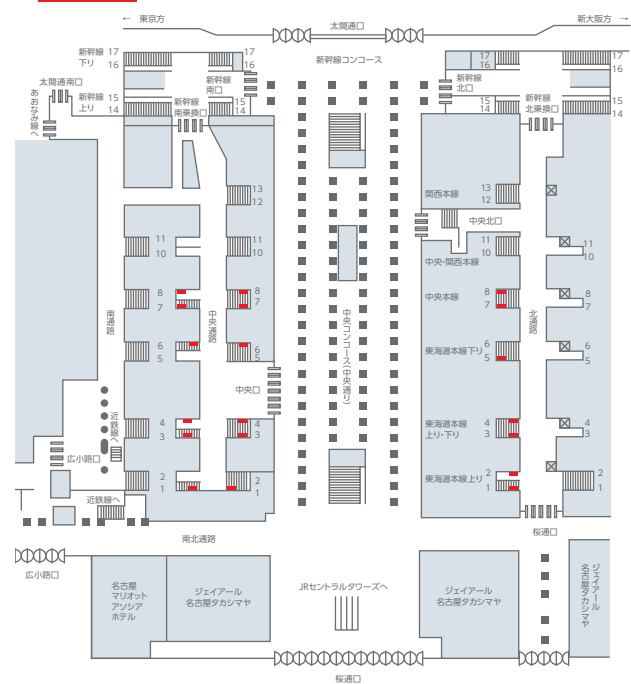 ← 東京方
太閤通口
新大阪方 →
新幹線 17
下り 16
17
16
新幹線コンコース
17
16
17
16
太閤通南口
新幹線
南口
新幹線
北口
あおなみ線へ
新幹線 15
上り 14
新幹線
南乗換口
15
14
15
14
新幹線
北乗換口
15
14
13
12
関西本線
13
12
中央北口
11
10
11
10
中央・関西本線
11
10
11
10
南通路
8
7
中央通路
8
7
中央コンコース(中央通り)
中央本線
8
7
北通路
8
7
6
5
6
5
東海道本線下り
6
5
6
5
中央口
近鉄線へ
4
3
4
3
東海道本線
上り・下り
4
3
4
3
広小路口
2
1
2
1
東海道本線上り
2
1
2
1
近鉄線へ
桜通口
南北通路
広小路口
名古屋
マリオット
アソシア
ホテル
ジェイアール
名古屋タカシマヤ
JRセントラルタワーズへ
ジェイアール
名古屋タカシマヤ
ジェイアール
名古屋タカシマヤ
桜通口